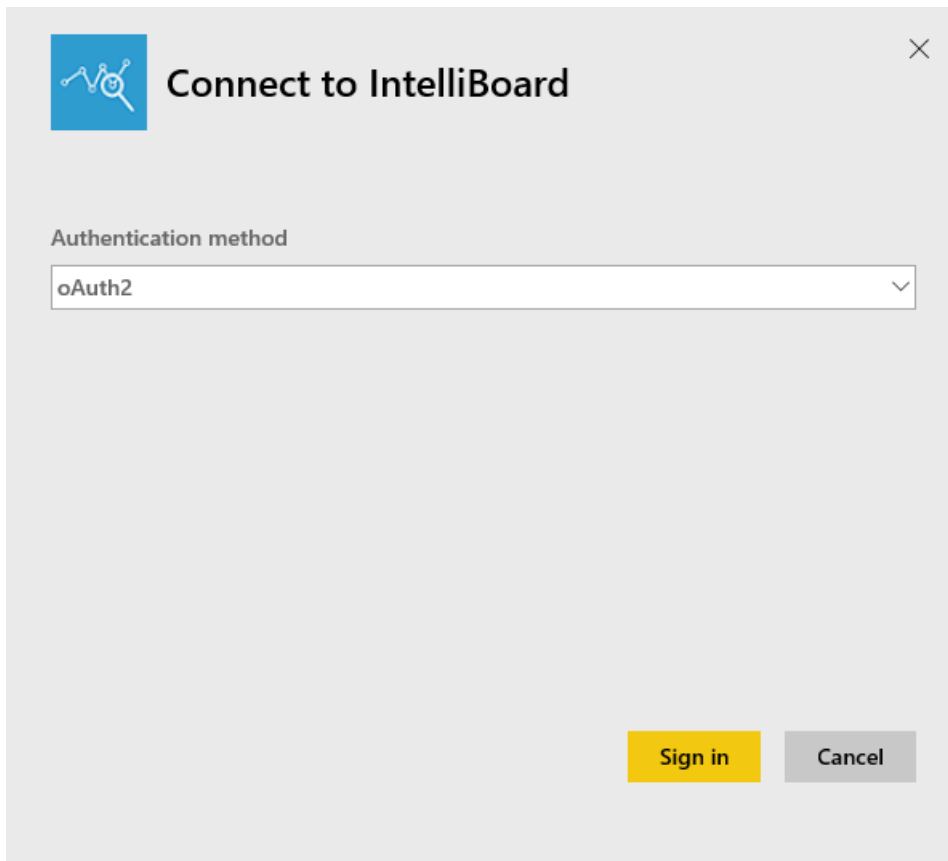 Connect to IntelliBoard
Authentication method
oAuth2
Sign in
Cancel